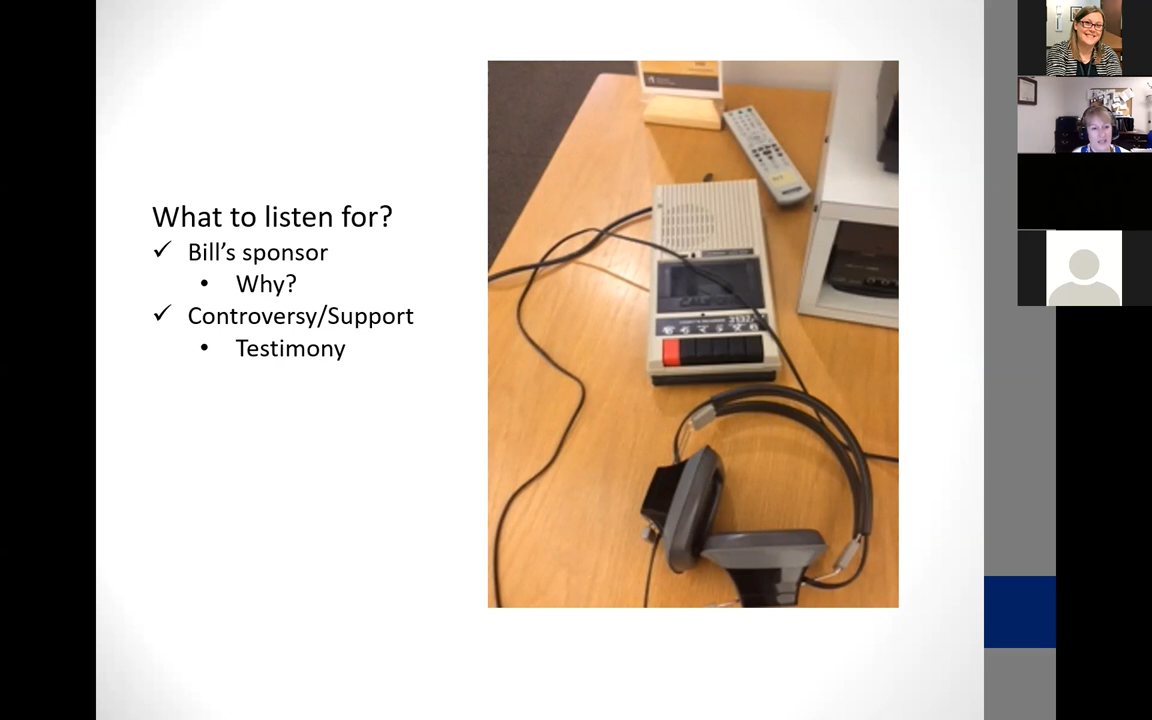 What to listen for?
✓ Bill's sponsor
• Why?
✓ Controversy/Support
• Testimony